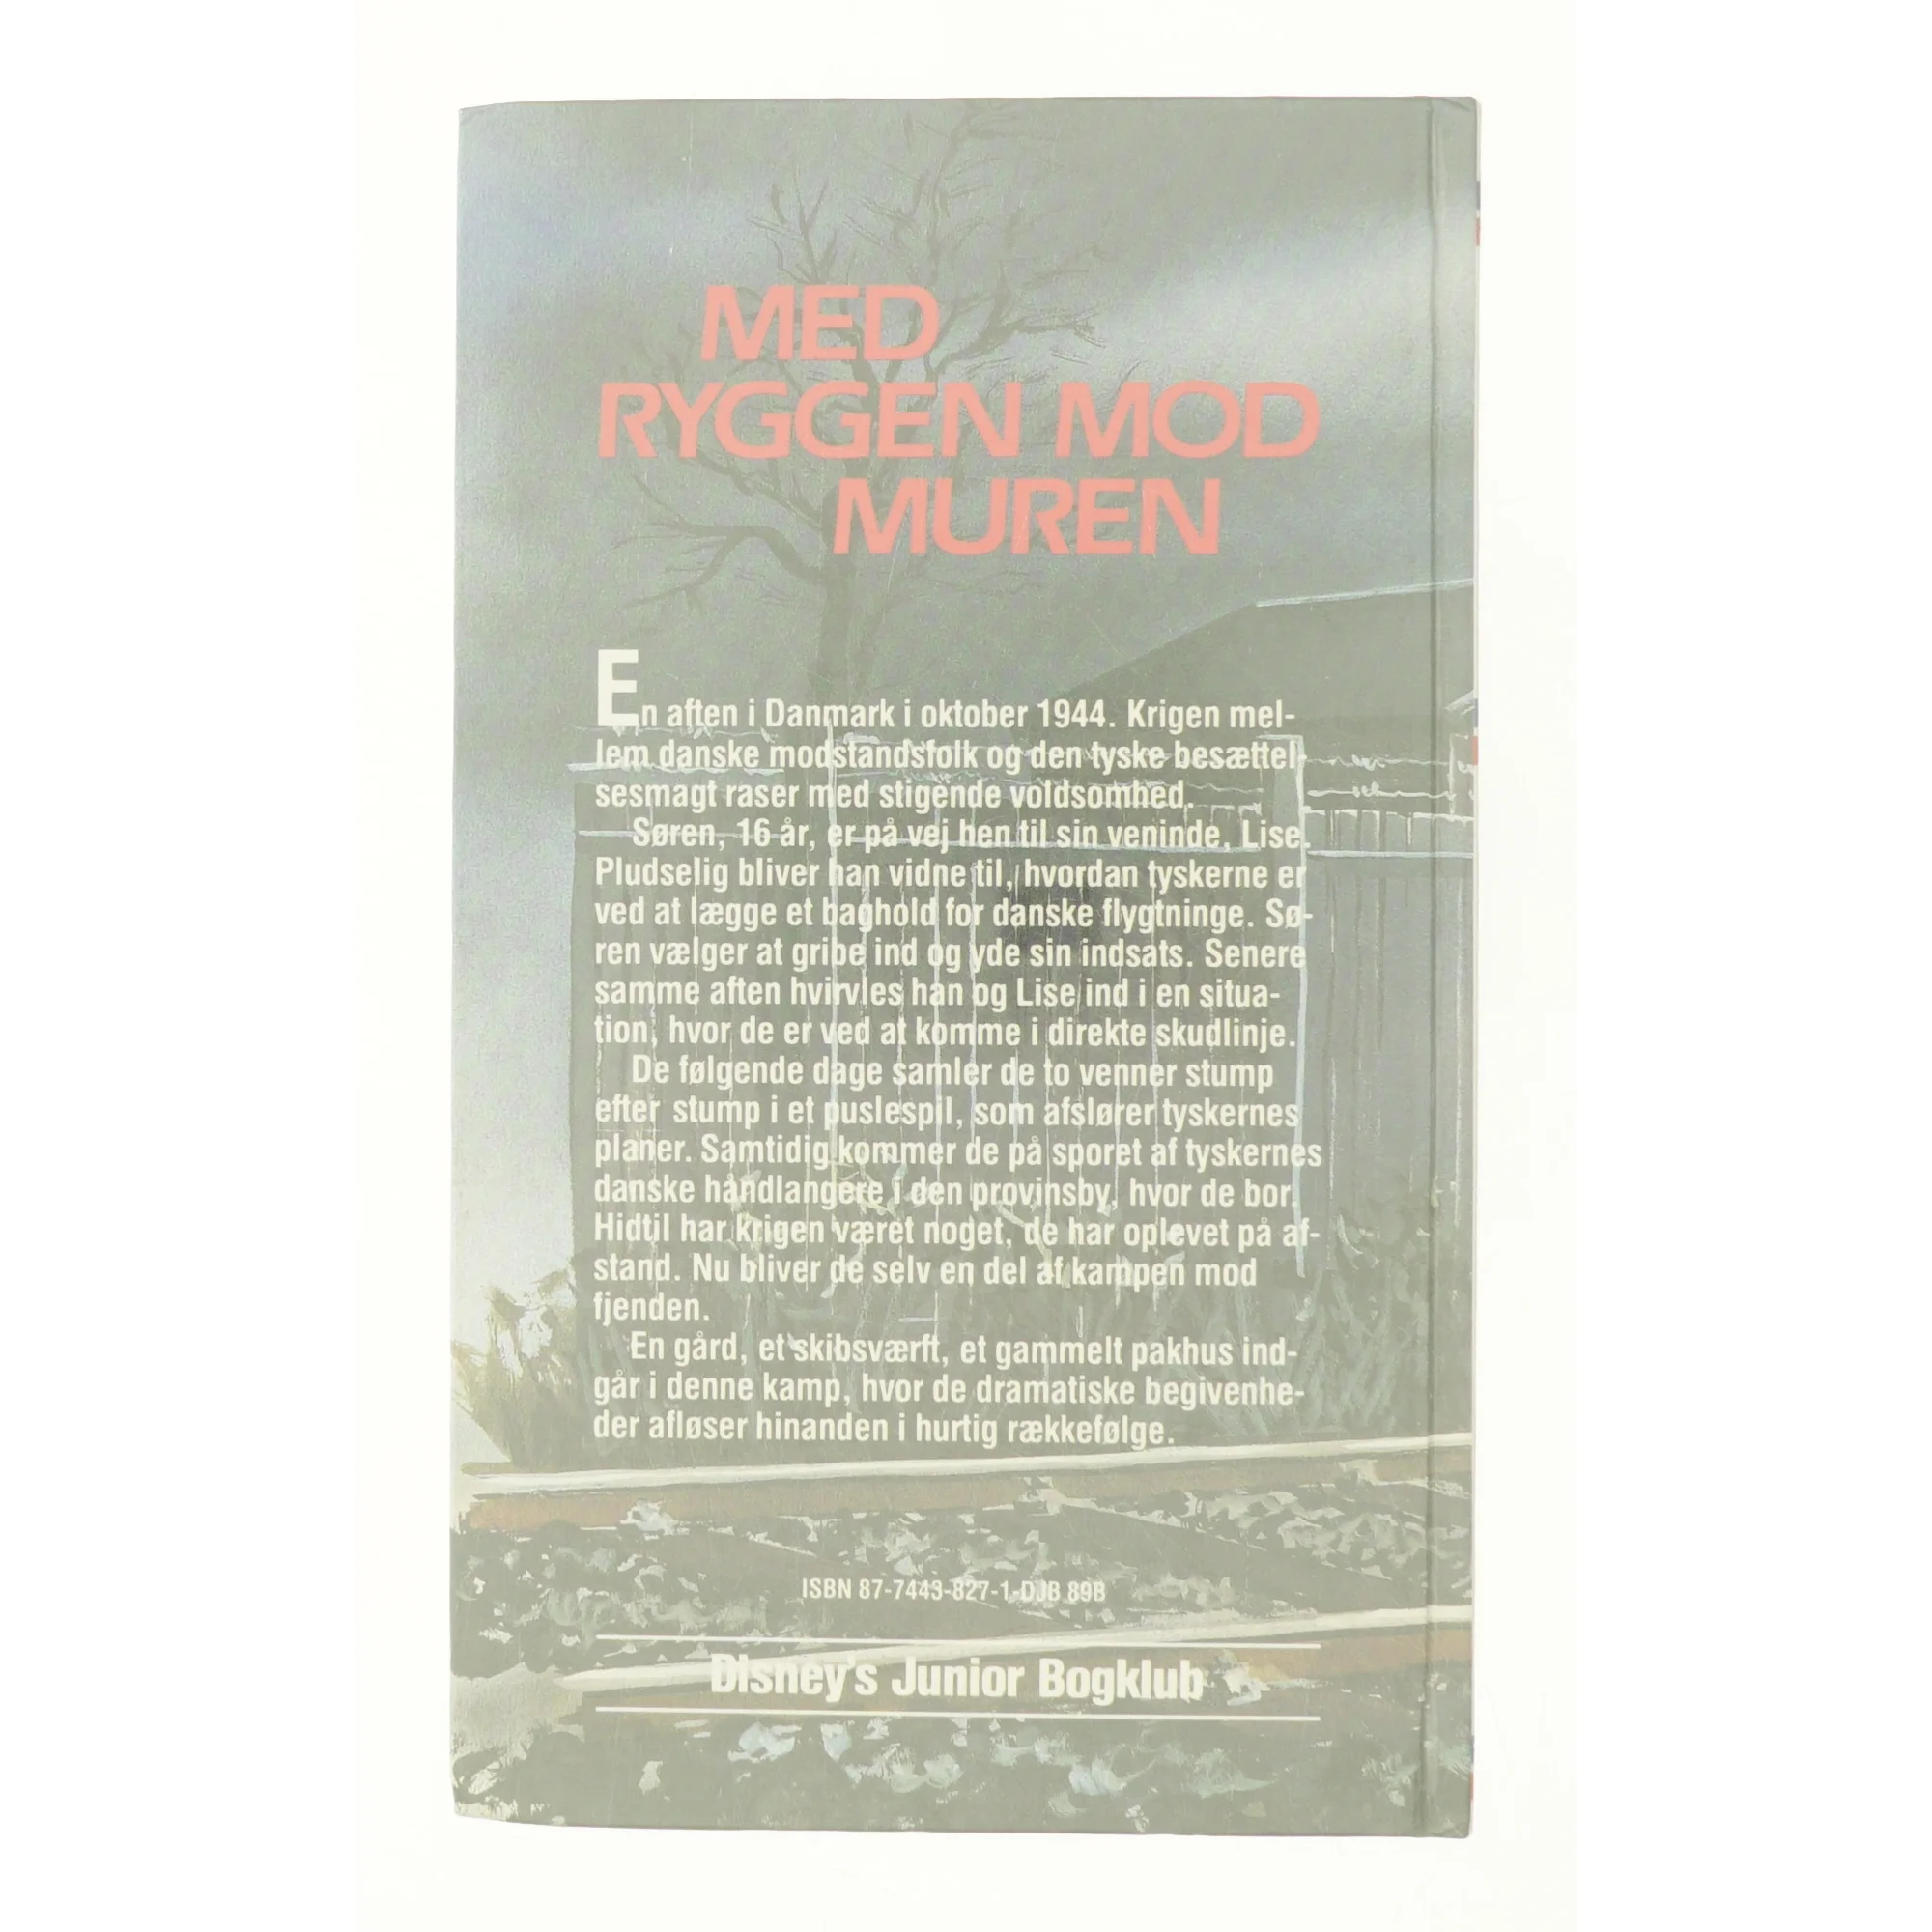 MED
RYGGEN MOD
MUREN
En aften i Danmark i oktober 1944. Krigen mel-
lem danske modstandsfolk og den tyske besættel-
sesmagt raser med stigende voldsomhed.
Søren, 16 år, er på vej hen til sin veninde, Lise.
Pludselig bliver han vidne til, hvordan tyskerne er
ved at lægge et baghold for danske flygtninge. Sø-
ren vælger at gribe ind og yde sin indsats. Senere
samme aften hvirvles han og Lise ind i en situa-
tion, hvor de er ved at komme i direkte skudlinje.
De følgende dage samler de to venner stump
efter stump i et puslespil, som afslører tyskernes
planer. Samtidig kommer de på sporet af tyskernes
danske håndlangere i den provinsby, hvor de bor.
Hidtil har krigen været noget, de har oplevet på af-
stand. Nu bliver de selv en del af kampen mod
fjenden.
En gård, et skibsværft, et gammelt pakhus ind-
går i denne kamp, hvor de dramatiske begivenhe-
der afløser hinanden i hurtig rækkefølge.
ISBN 87-7443-827-1-DJB 89B
Disney's Junior Bogklub